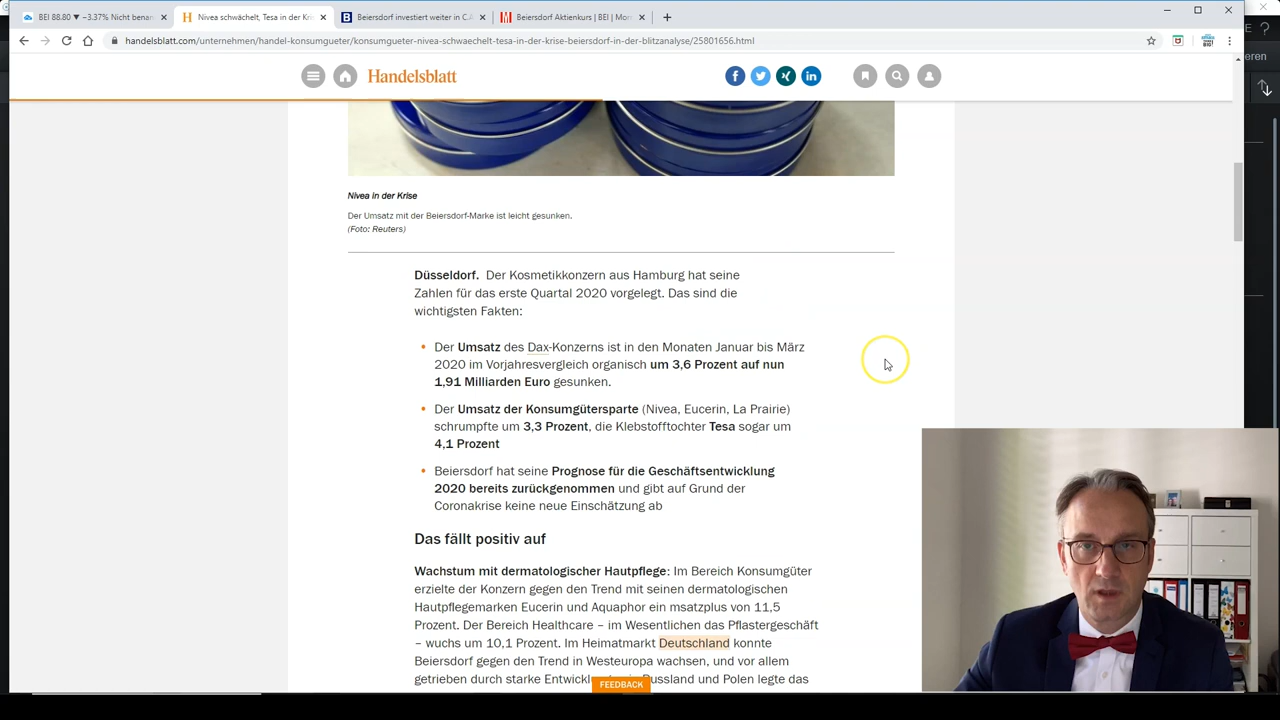 BEI 88.80 ▼ −3.37% Nicht benan
Nivea schwächelt, Tesa in der Kris
Beiersdorf investiert weiter in C.A
Beiersdorf Aktienkurs | BEI | Mor
handelsblatt.com/unternehmen/handel-konsumgueter/konsumgueter-nivea-schwaechelt-tesa-in-der-krise-beiersdorf-in-der-blitzanalyse/25801656.html
Handelsblatt
Nivea in der Krise
Der Umsatz mit der Beiersdorf-Marke ist leicht gesunken.
(Foto: Reuters)
Düsseldorf. Der Kosmetikkonzern aus Hamburg hat seine
Zahlen für das erste Quartal 2020 vorgelegt. Das sind die
wichtigsten Fakten:
• Der Umsatz des Dax-Konzerns ist in den Monaten Januar bis März
2020 im Vorjahresvergleich organisch um 3,6 Prozent auf nun
1,91 Milliarden Euro gesunken.
• Der Umsatz der Konsumgütersparte (Nivea, Eucerin, La Prairie)
schrumpfte um 3,3 Prozent, die Klebstofftochter Tesa sogar um
4,1 Prozent
• Beiersdorf hat seine Prognose für die Geschäftsentwicklung
2020 bereits zurückgenommen und gibt auf Grund der
Coronakrise keine neue Einschätzung ab
Das fällt positiv auf
Wachstum mit dermatologischer Hautpflege: Im Bereich Konsumgüter
erzielte der Konzern gegen den Trend mit seinen dermatologischen
Hautpflegemarken Eucerin und Aquaphor ein msatzplus von 11,5
Prozent. Der Bereich Healthcare – im Wesentlichen das Pflastergeschäft
– wuchs um 10,1 Prozent. Im Heimatmarkt Deutschland konnte
Beiersdorf gegen den Trend in Westeuropa wachsen, und vor allem
getrieben durch starke Entwickl Russland und Polen legte das
FEEDBACK
ieren